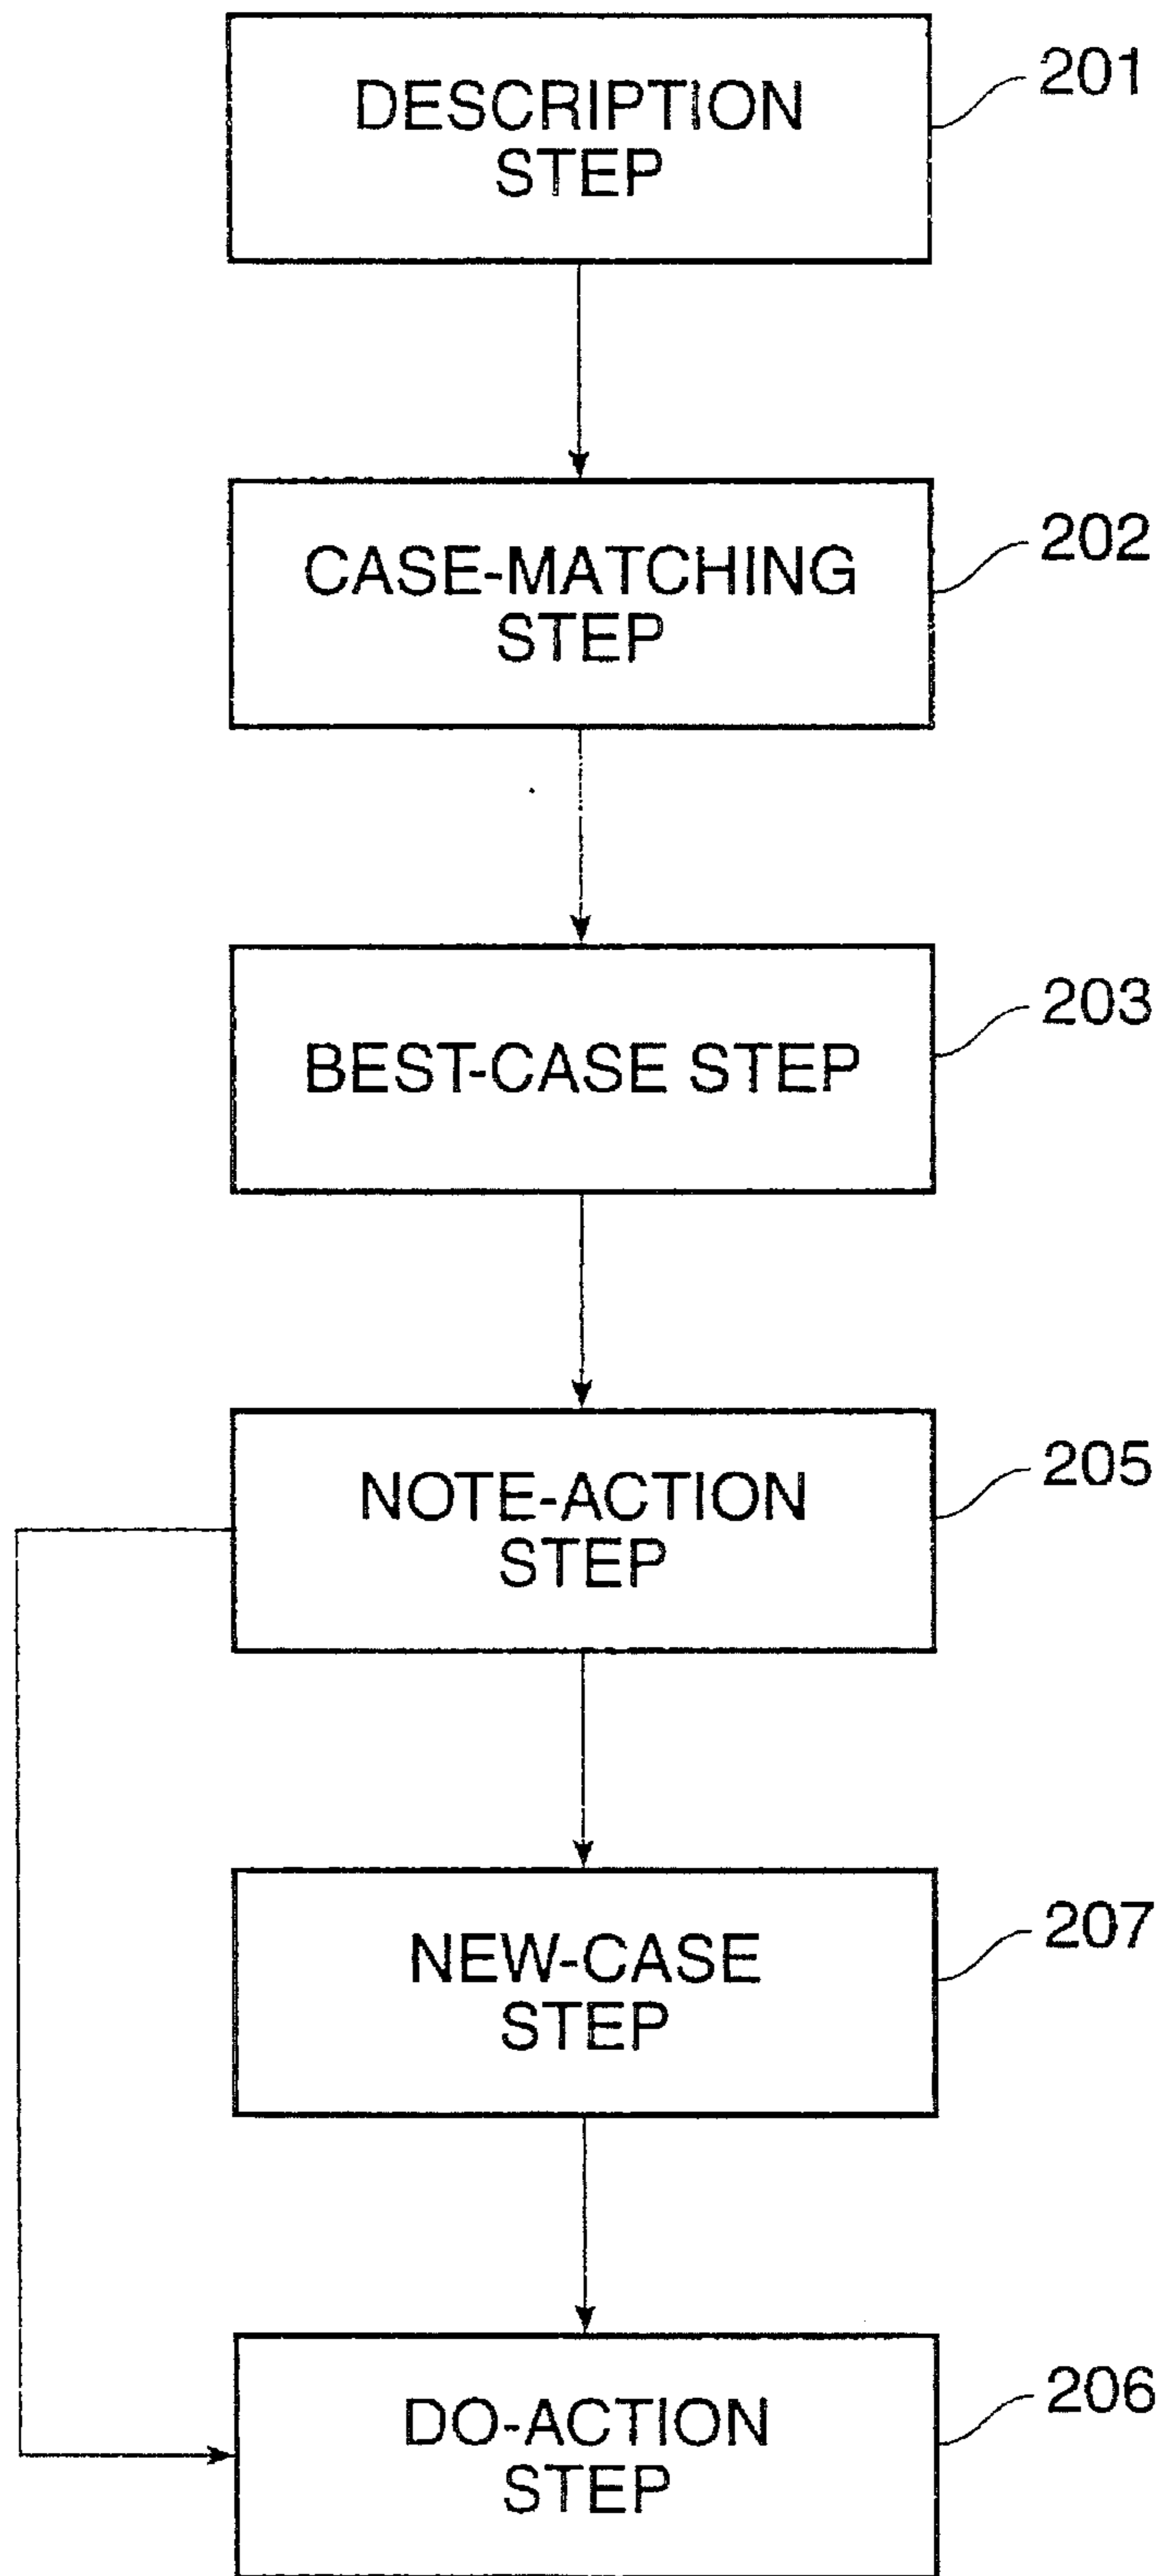 DESCRIPTION
STEP
201
CASE-MATCHING
STEP
202
BEST-CASE STEP
203
NOTE-ACTION
STEP
205
NEW-CASE
STEP
207
DO-ACTION
STEP
206